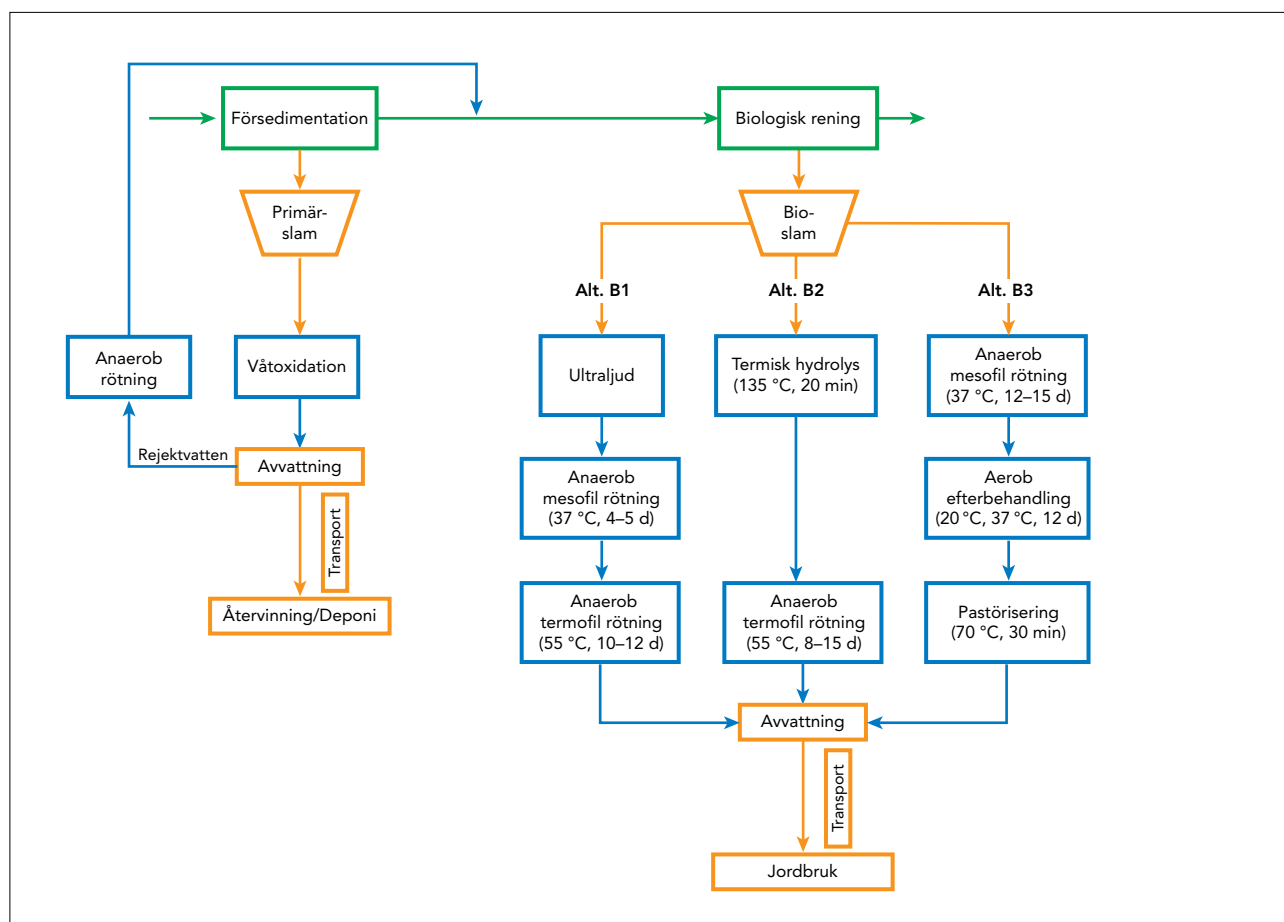 Försedimentation
Biologisk rening
Primär-
slam
Bio-
slam
Alt. B1
Alt. B2
Alt. B3
Anaerob
rötning
Våtoxidation
Ultraljud
Termisk hydrolys
(135 °C, 20 min)
Anaerob
mesofil rötning
(37 °C, 12–15 d)
Rejektvatten
Avvattning
Anaerob
mesofil rötning
(37 °C, 4–5 d)
Aerob
efterbehandling
(20 °C, 37 °C, 12 d)
Transport
Återvinning/Deponi
Anaerob
termofil rötning
(55 °C, 10–12 d)
Anaerob
termofil rötning
(55 °C, 8–15 d)
Pastörisering
(70 °C, 30 min)
Avvattning
Transport
Jordbruk